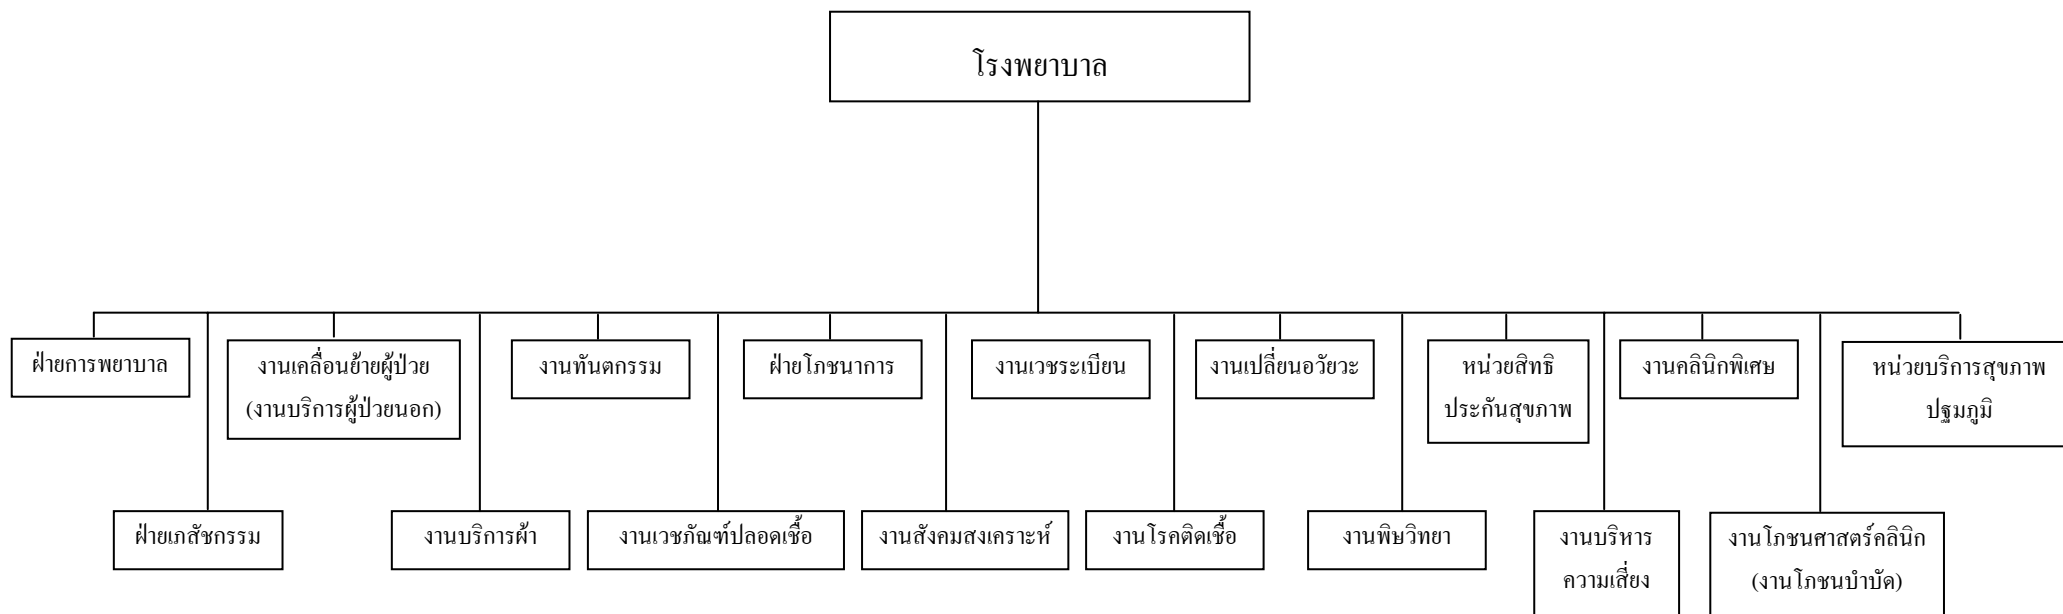 โรงพยาบาล
ฝ่ายการพยาบาล
งานเคลื่อนย้ายผู้ป่วย
(งานบริการผู้ป่วยนอก)
งานทันตกรรม
ฝ่ายโภชนาการ
งานเวชระเบียน
งานเปลี่ยนอวัยวะ
หน่วยสิทธิ
ประกันสุขภาพ
งานคลินิกพิเศษ
หน่วยบริการสุขภาพ
ปฐมภูมิ
ฝ่ายเภสัชกรรม
งานบริการผ้า
งานเวชภัณฑ์ปลอดเชื้อ
งานสังคมสงเคราะห์
งานโรคติดเชื้อ
งานพิษวิทยา
งานบริหาร
ความเสี่ยง
งานโภชนศาสตร์คลินิก
(งานโภชนบำบัด)